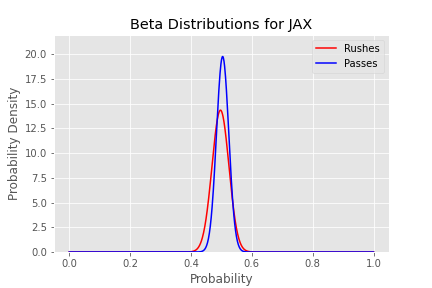 Beta Distributions for JAX
Rushes
Passes
Probability Density
20.0
17.5
15.0
12.5
10.0
7.5
5.0
2.5
0.0
0.0 0.2 0.4 0.6 0.8 1.0
Probability